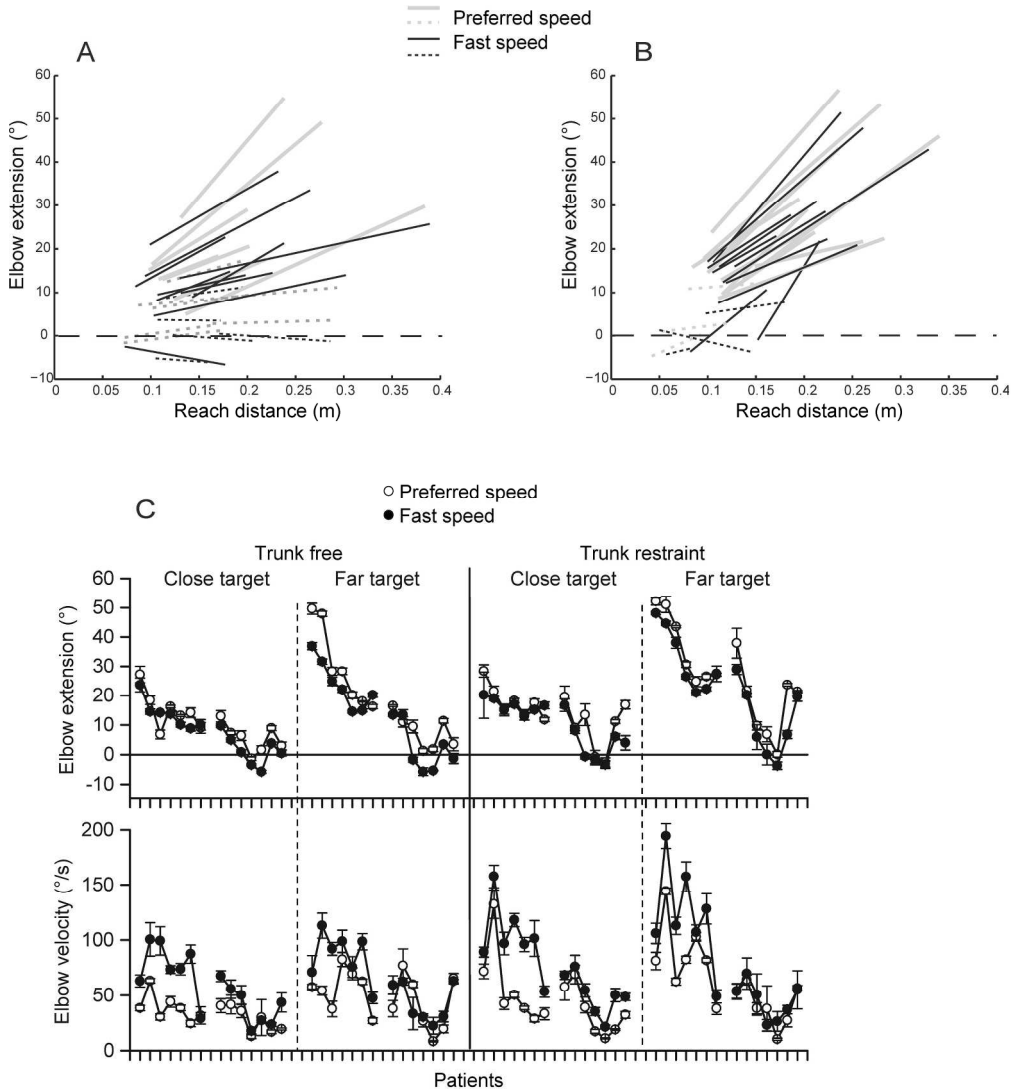 Preferred speed
Fast speed
A
B
60
50
40
30
20
10
0
−10
Elbow extension (°)
0
0.05
0.1
0.15
0.2
0.25
0.3
0.35
0.4
Reach distance (m)
60
50
40
30
20
10
0
−10
Elbow extension (°)
0
0.05
0.1
0.15
0.2
0.25
0.3
0.35
0.4
Reach distance (m)
C
Preferred speed
Fast speed
Trunk free
Trunk restraint
Close target
Far target
Close target
Far target
60
50
40
30
20
10
0
-10
Elbow extension (°)
200
150
100
50
0
Elbow velocity (°/s)
Patients